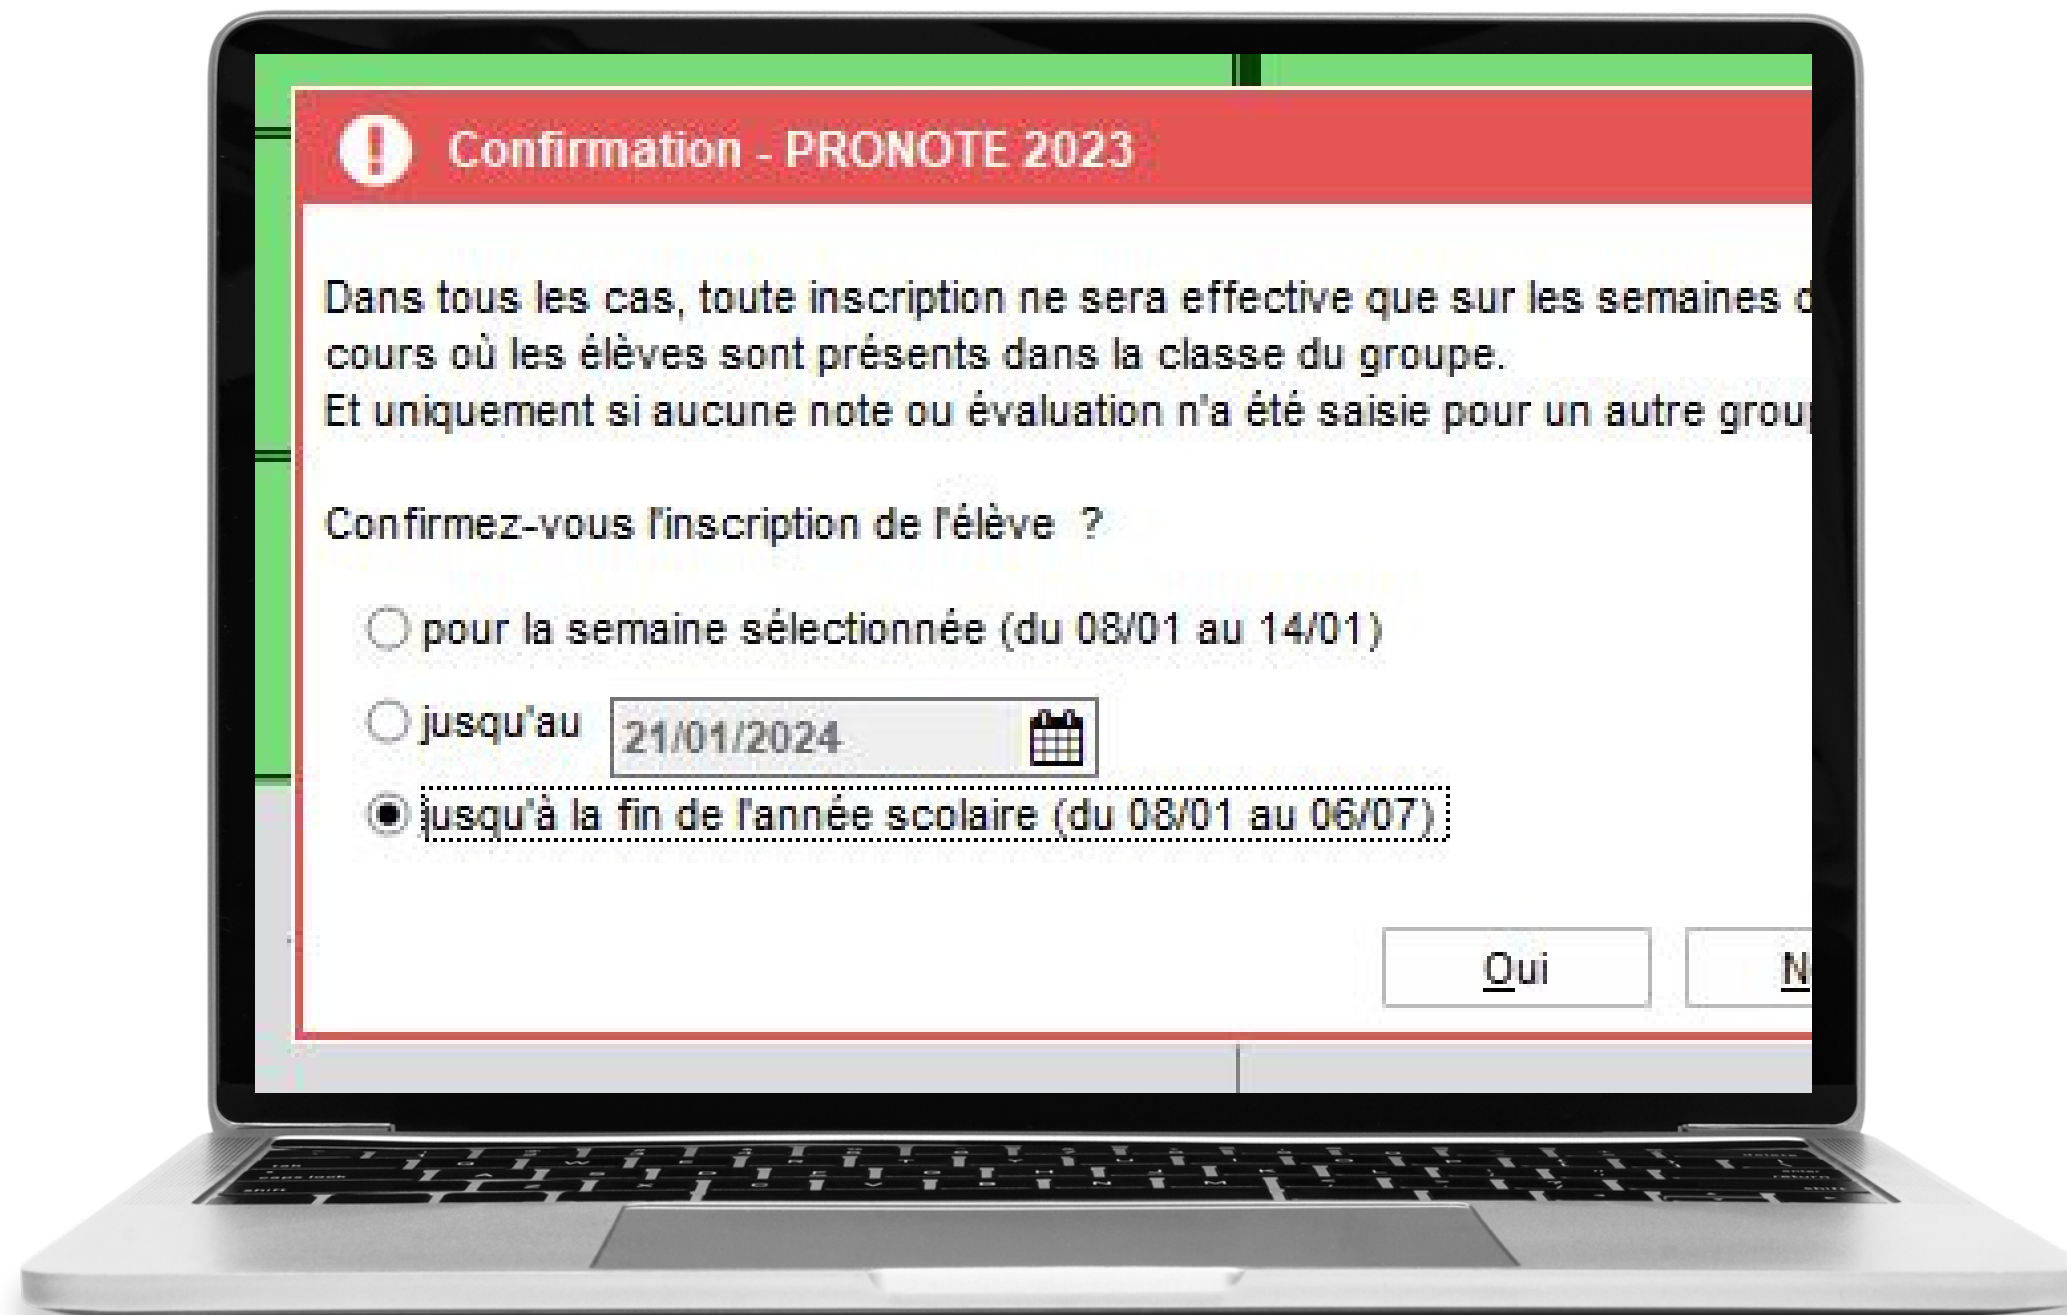 Confirmation - PRONOTE 2023
Dans tous les cas, toute inscription ne sera effective que sur les semaines
cours où les élèves sont présents dans la classe du groupe.
Et uniquement si aucune note ou évaluation n'a été saisie pour un autre
Confirmez-vous l'inscription de l'élève ?
pour la semaine sélectionnée (du 08/01 au 14/01)
jusqu'au 21/01/2024
jusqu'à la fin de l'année scolaire (du 08/01 au 06/07)
Oui